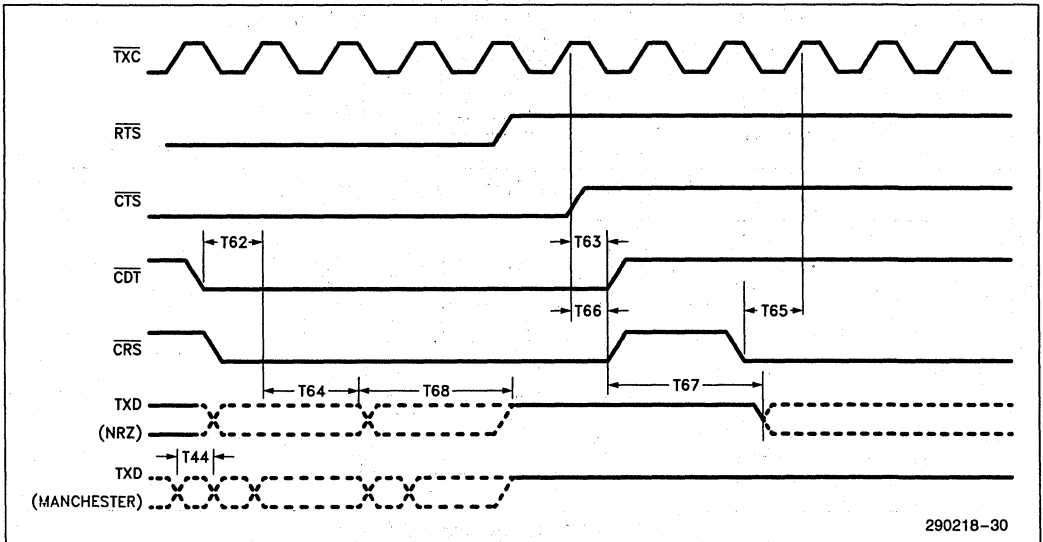 TXC
RTS
CTS
T62
T63
CDT
T66
T65
CRS
T64
T68
T67
TXD
(NRZ)
T44
TXD
(MANCHESTER)
290218-30